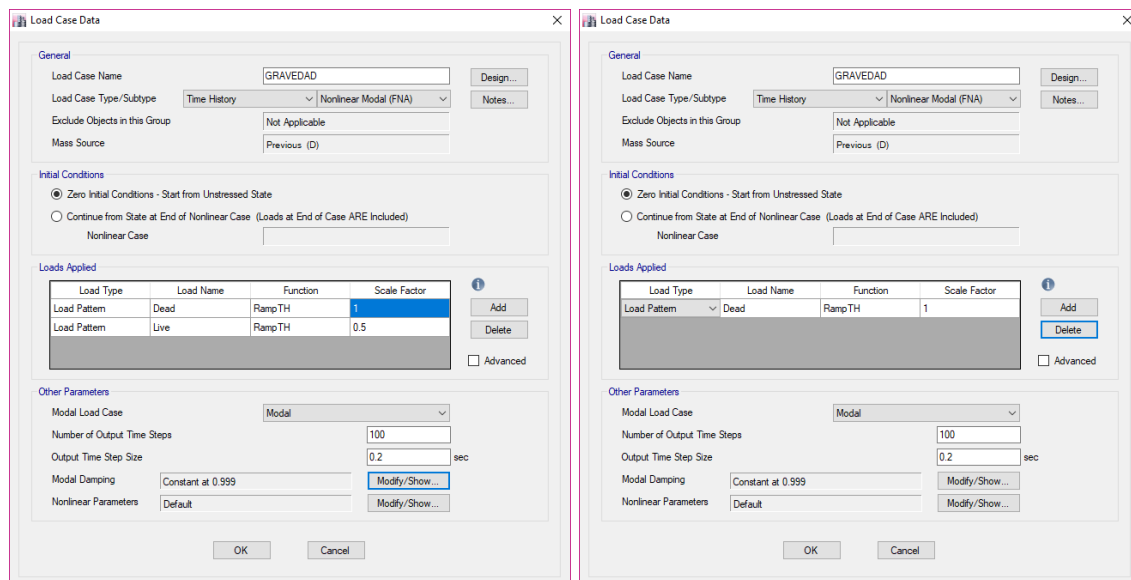 Load Case Data
General
Load Case Name GRAVEDAD Design...
Load Case Type/Subtype Time History Nonlinear Modal (FNA) Notes...
Exclude Objects in this Group Not Applicable
Mass Source Previous (D)
Initial Conditions
Zero Initial Conditions - Start from Unstressed State
Continue from State at End of Nonlinear Case (Loads at End of Case ARE Included)
Nonlinear Case
Loads Applied
Load Type Load Name Function Scale Factor
Load Pattern Dead RampTH 1 Add
Load Pattern Live RampTH 0.5 Delete
Advanced
Other Parameters
Modal Load Case Modal
Number of Output Time Steps 100
Output Time Step Size 0.2 sec
Modal Damping Constant at 0.999 Modify/Show...
Nonlinear Parameters Default Modify/Show...
OK Cancel
Load Case Data
General
Load Case Name GRAVEDAD Design...
Load Case Type/Subtype Time History Nonlinear Modal (FNA) Notes...
Exclude Objects in this Group Not Applicable
Mass Source Previous (D)
Initial Conditions
Zero Initial Conditions - Start from Unstressed State
Continue from State at End of Nonlinear Case (Loads at End of Case ARE Included)
Nonlinear Case
Loads Applied
Load Type Load Name Function Scale Factor
Load Pattern Dead RampTH 1 Add
Delete
Advanced
Other Parameters
Modal Load Case Modal
Number of Output Time Steps 100
Output Time Step Size 0.2 sec
Modal Damping Constant at 0.999 Modify/Show...
Nonlinear Parameters Default Modify/Show...
OK Cancel